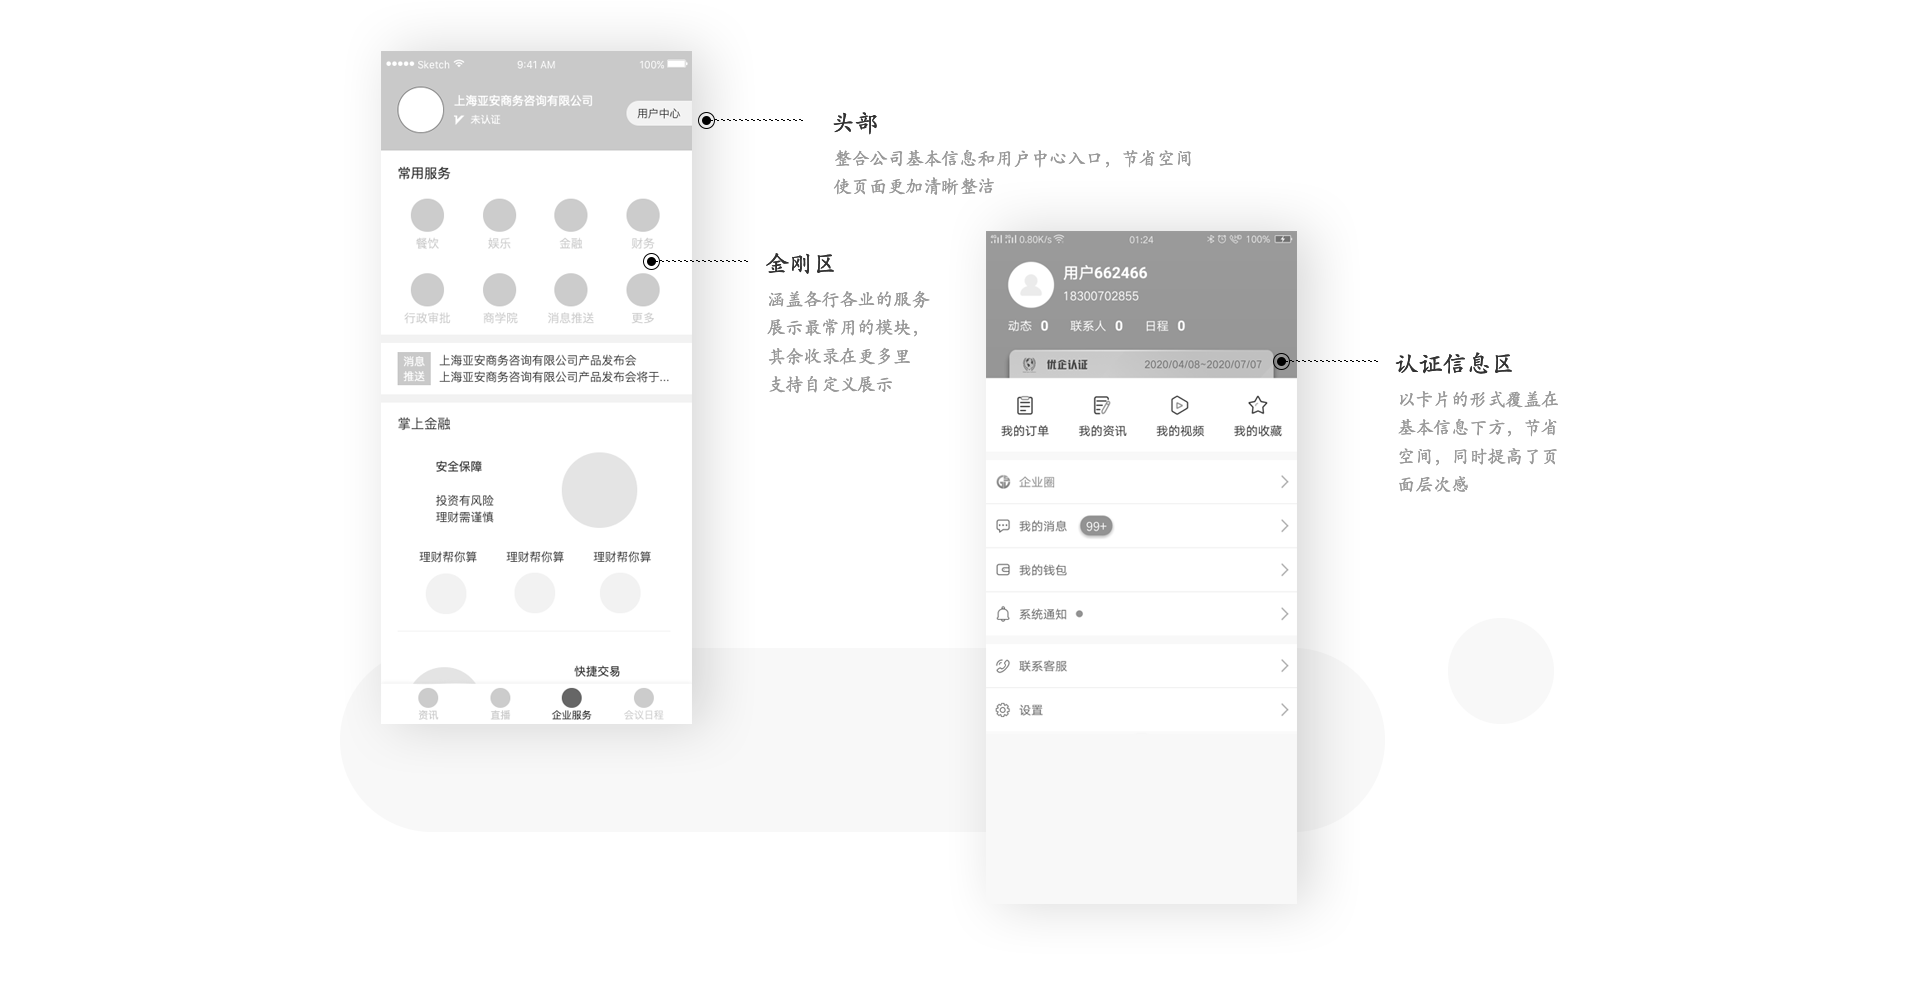 Sketch 9:41 AM 100%
上海亚安商务咨询有限公司
未认证
用户中心
常用服务
餐饮 娱乐 金融 财务
行政审批 商学院 消息推送 更多
消息 上海亚安商务咨询有限公司产品发布会
推送 上海亚安商务咨询有限公司产品发布会将于...
掌上金融
安全保障
投资有风险
理财需谨慎
理财帮你算 理财帮你算 理财帮你算
快捷交易
资讯 直播 企业服务 会议日程
头部
整合公司基本信息和用户中心入口，节省空间
使页面更加清晰整洁
金刚区
涵盖各行各业的服务
展示最常用的模块，
其余收录在更多里
支持自定义展示
0.80K/s 01:24 100%
用户662466
18300702855
动态 0 联系人 0 日程 0
优企认证 2020/04/08~2020/07/07
我的订单 我的资讯 我的视频 我的收藏
企业圈
我的消息 99+
我的钱包
系统通知
联系客服
设置
认证信息区
以卡片的形式覆盖在
基本信息下方，节省
空间，同时提高了页
面层次感